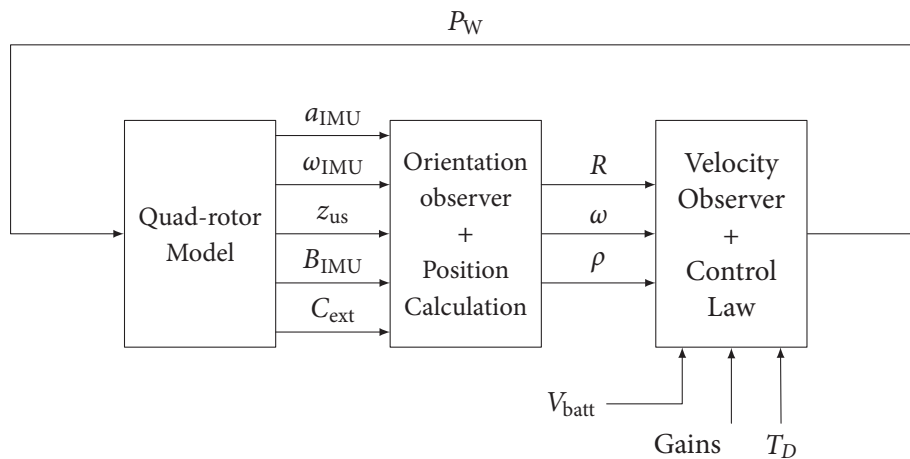 P_W
Quad-rotor
Model
a_IMU
ω_IMU
z_us
B_IMU
C_ext
Orientation
observer
+
Position
Calculation
R
ω
ρ
Velocity
Observer
+
Control
Law
V_batt
Gains
T_D